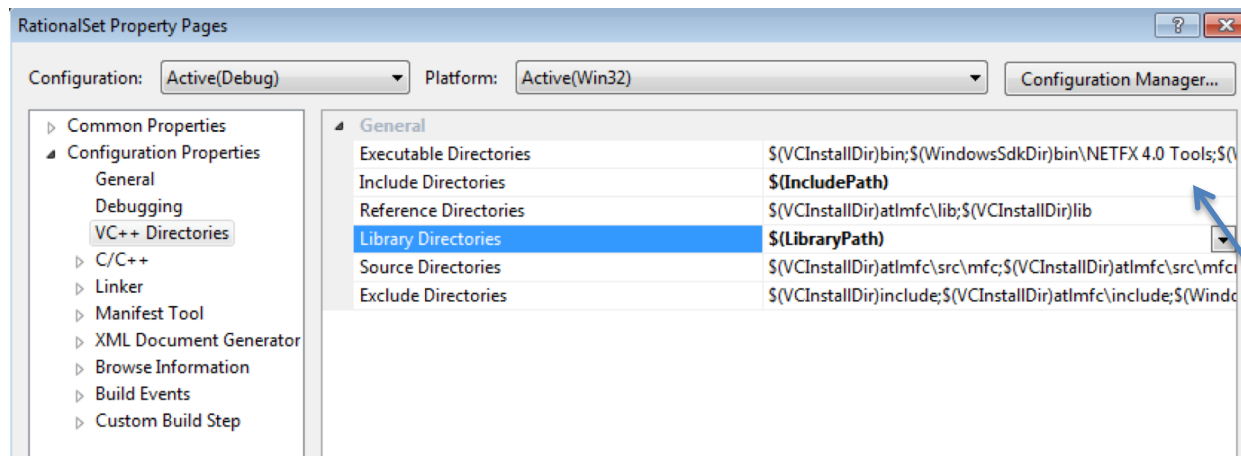 RationalSet Property Pages
?
Configuration: Active(Debug) Platform: Active(Win32) Configuration Manager...
Common Properties
Configuration Properties
General
Debugging
VC++ Directories
C/C++
Linker
Manifest Tool
XML Document Generator
Browse Information
Build Events
Custom Build Step
General
Executable Directories $(VCInstallDir)bin;$(WindowsSdkDir)bin\NETFX 4.0 Tools;$(
Include Directories $(IncludePath)
Reference Directories $(VCInstallDir)atlmfc\lib;$(VCInstallDir)lib
Library Directories $(LibraryPath)
Source Directories $(VCInstallDir)atlmfc\src\mfc;$(VCInstallDir)atlmfc\src\mfc
Exclude Directories $(VCInstallDir)include;$(VCInstallDir)atlmfc\include;$(Windo